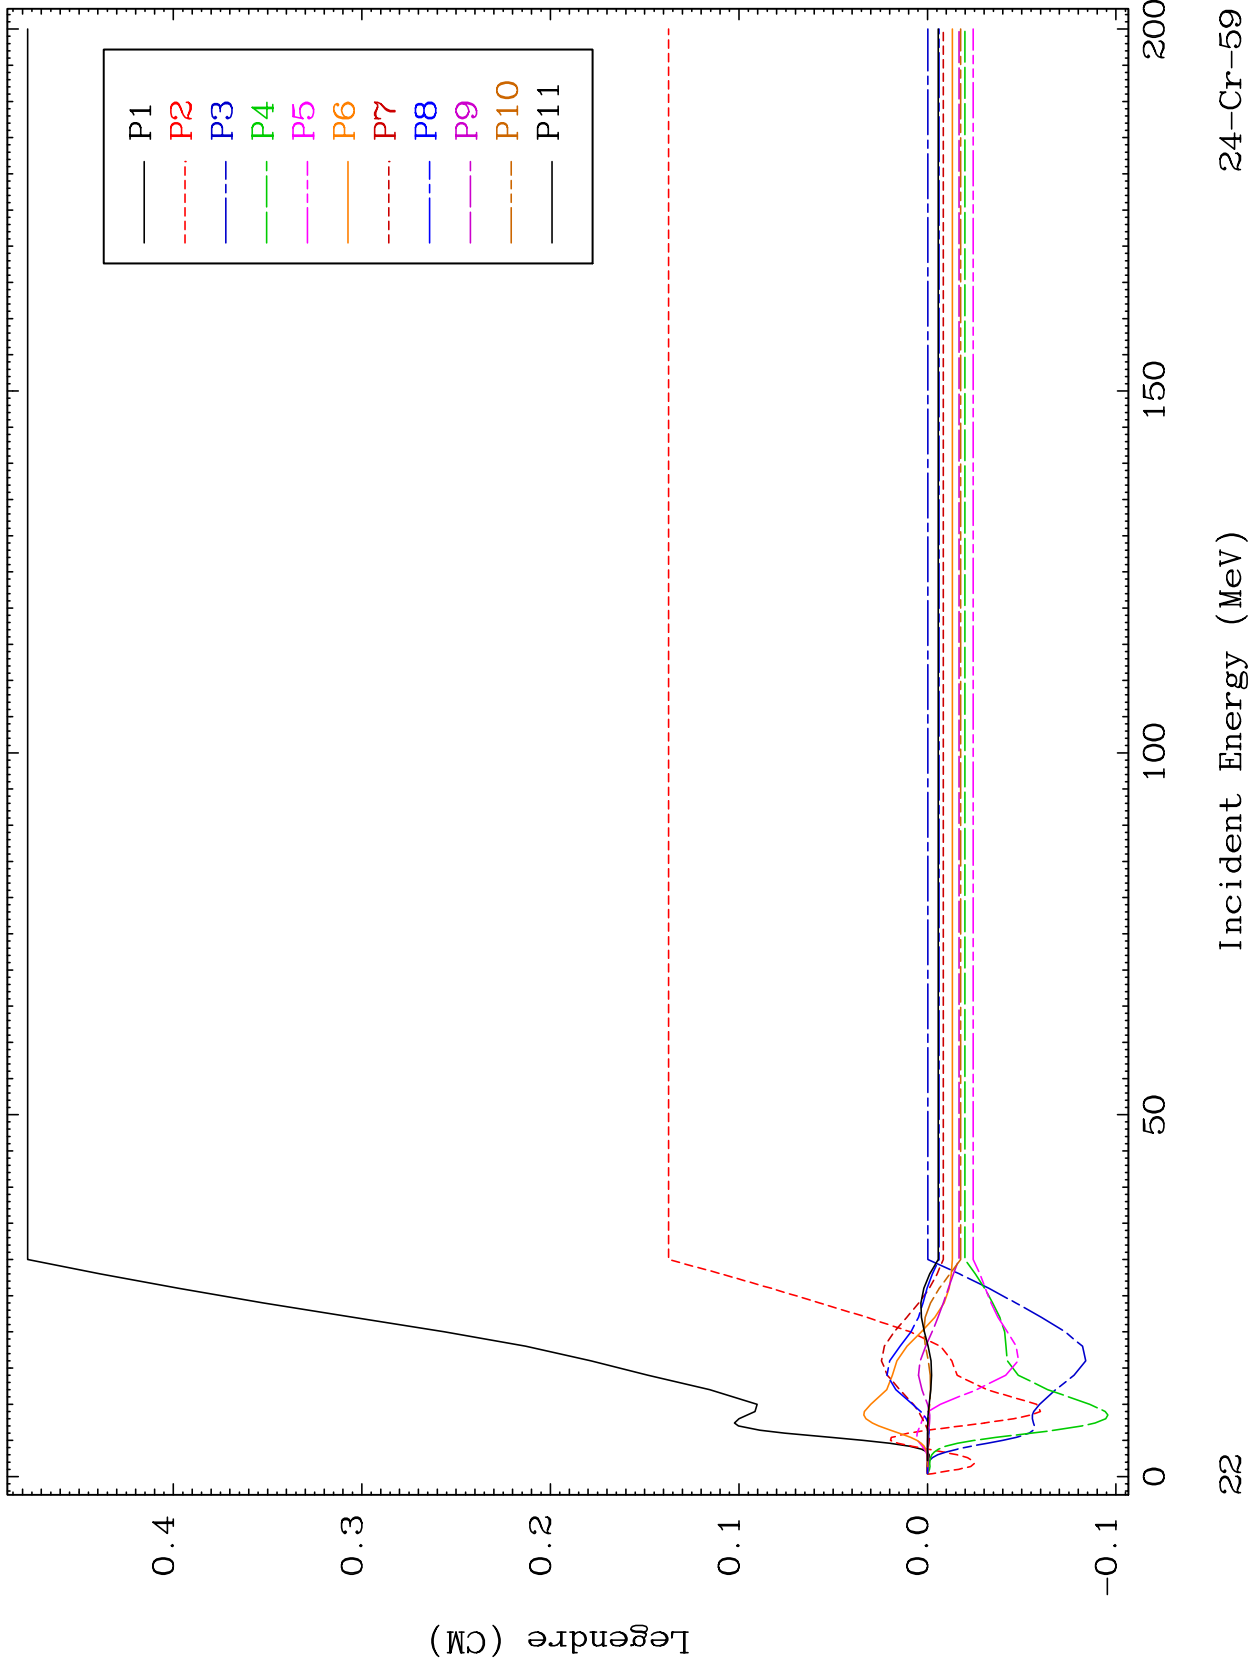 P1
P2
P3
P4
P5
P6
P7
P8
P9
P10
P11
0.4
0.3
0.2
0.1
0.0
-0.1
Legendre (CM)
0
50
100
150
200
Incident Energy (MeV)
22
24-Cr-59